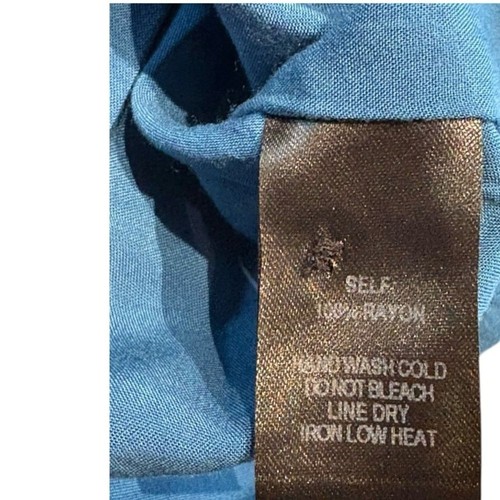 SELF:
100% RAYON
HAND WASH COLD
DO NOT BLEACH
LINE DRY
IRON LOW HEAT